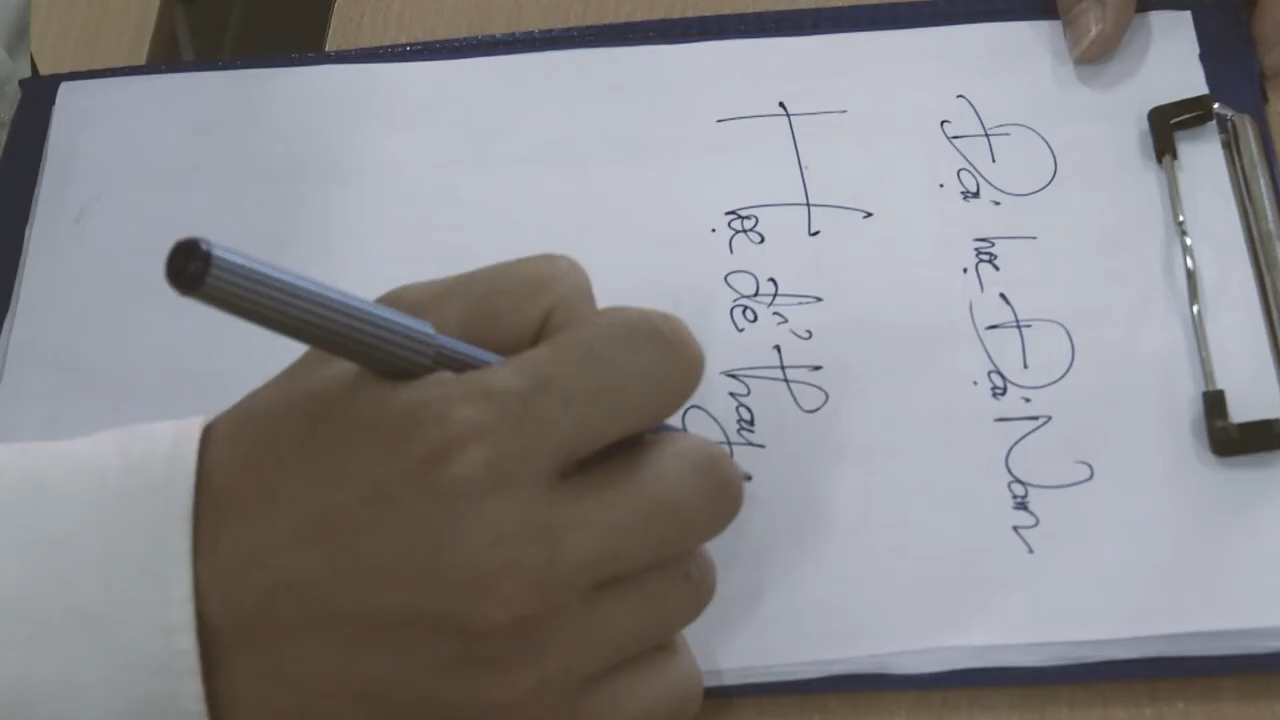 Đại học Đại Nam
Học để thay